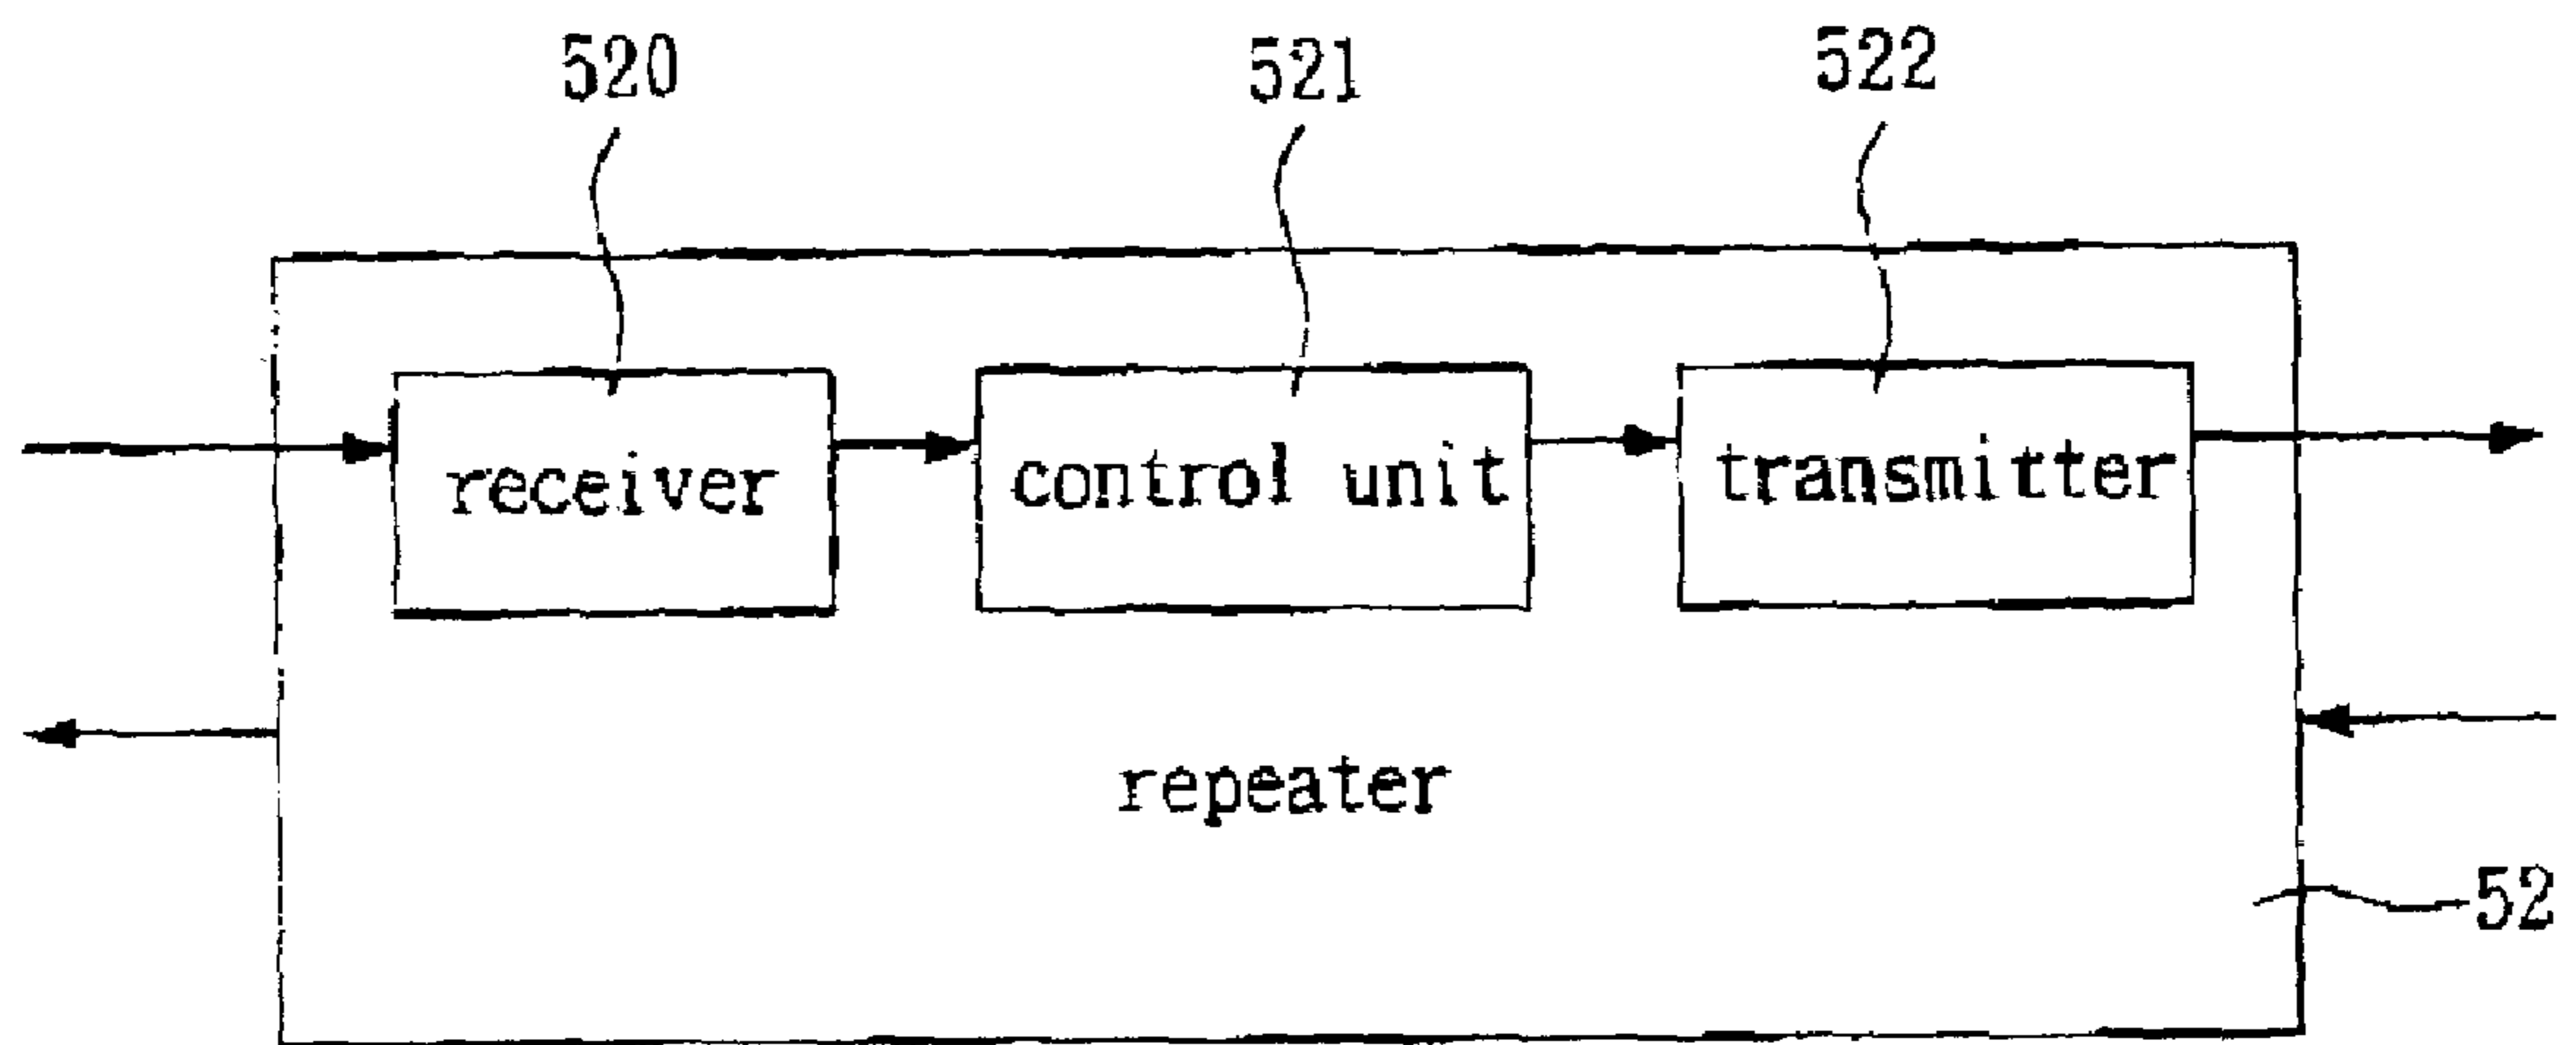 520
521
522
receiver
control unit
transmitter
repeater
52